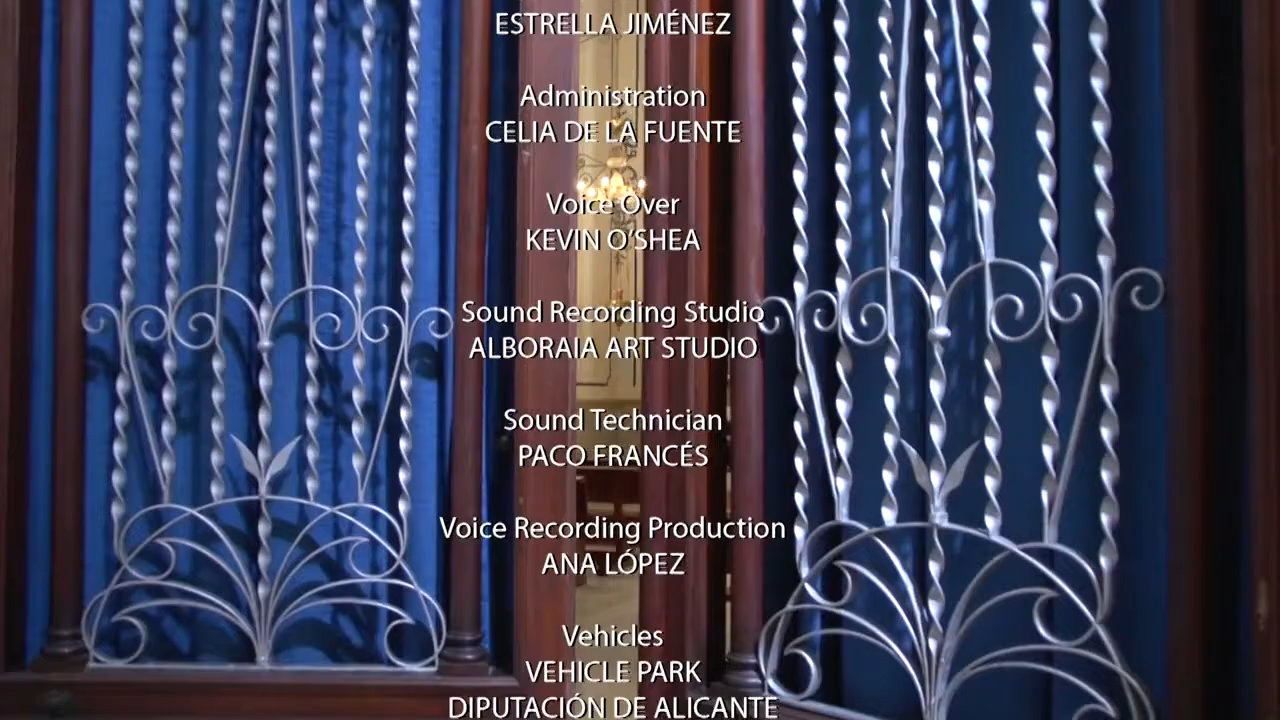 ESTRELLA JIMÉNEZ
Administration
CELIA DE LA FUENTE
Voice Over
KEVIN O'SHEA
Sound Recording Studio
ALBORAIA ART STUDIO
Sound Technician
PACO FRANCÉS
Voice Recording Production
ANA LÓPEZ
Vehicles
VEHICLE PARK
DIPUTACIÓN DE ALICANTE